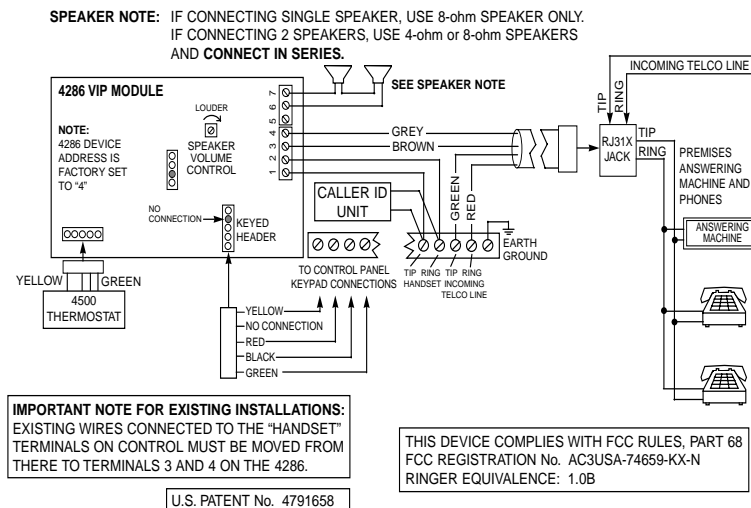 SPEAKER NOTE: IF CONNECTING SINGLE SPEAKER, USE 8-ohm SPEAKER ONLY.
IF CONNECTING 2 SPEAKERS, USE 4-ohm or 8-ohm SPEAKERS
AND CONNECT IN SERIES.
INCOMING TELCO LINE
TIP
RING
4286 VIP MODULE
SEE SPEAKER NOTE
LOUDER
SPEAKER
VOLUME
CONTROL
NOTE:
4286 DEVICE
ADDRESS IS
FACTORY SET
TO “4”
7
6
5
4
3
2
1
GREY
BROWN
GREEN
RED
RJ31X
JACK
TIP
RING
PREMISES
ANSWERING
MACHINE AND
PHONES
ANSWERING
MACHINE
CALLER ID
UNIT
NO
CONNECTION
KEYED
HEADER
EARTH
GROUND
TIP RING
HANDSET
TIP RING
INCOMING
TELCO LINE
TO CONTROL PANEL
KEYPAD CONNECTIONS
YELLOW
GREEN
4500
THERMOSTAT
YELLOW
NO CONNECTION
RED
BLACK
GREEN
IMPORTANT NOTE FOR EXISTING INSTALLATIONS:
EXISTING WIRES CONNECTED TO THE “HANDSET”
TERMINALS ON CONTROL MUST BE MOVED FROM
THERE TO TERMINALS 3 AND 4 ON THE 4286.
THIS DEVICE COMPLIES WITH FCC RULES, PART 68
FCC REGISTRATION No. AC3USA-74659-KX-N
RINGER EQUIVALENCE: 1.0B
U.S. PATENT No. 4791658